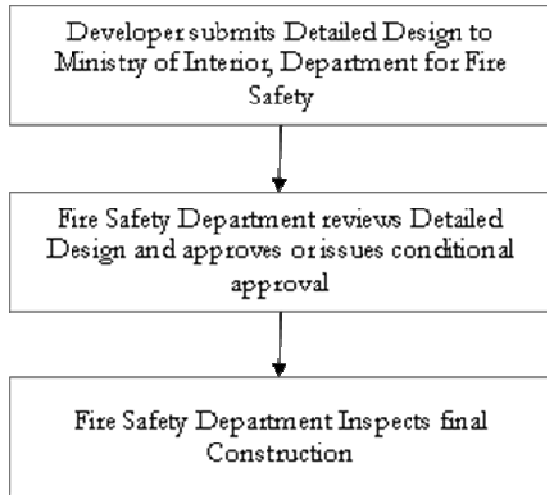 Developer submits Detailed Design to
Ministry of Interior, Department for Fire
Safety
Fire Safety Department reviews Detailed
Design and approves or issues conditional
approval
Fire Safety Department Inspects final
Construction